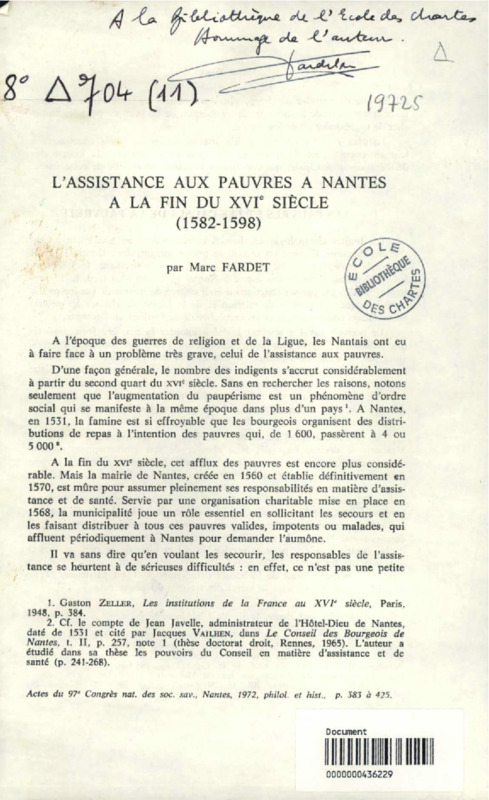 A la Bibliothèque de l'Ecole des chartes
Hommage de l'auteur.
8° Δ 704 (11)
19725
L'ASSISTANCE AUX PAUVRES A NANTES
A LA FIN DU XVIe SIÈCLE
(1582-1598)
par Marc FARDET
ÉCOLE
BIBLIOTHÈQUE
DES CHARTES
A l'époque des guerres de religion et de la Ligue, les Nantais ont eu
à faire face à un problème très grave, celui de l'assistance aux pauvres.
D'une façon générale, le nombre des indigents s'accrut considérablement
à partir du second quart du XVIe siècle. Sans en rechercher les raisons, notons
seulement que l'augmentation du paupérisme est un phénomène d'ordre
social qui se manifeste à la même époque dans plus d'un pays 1. A Nantes,
en 1531, la famine est si effroyable que les bourgeois organisent des distri-
butions de repas à l'intention des pauvres qui, de 1 600, passèrent à 4 ou
5 000 2.
A la fin du XVIe siècle, cet afflux des pauvres est encore plus considé-
rable. Mais la mairie de Nantes, créée en 1560 et établie définitivement en
1570, est mûre pour assumer pleinement ses responsabilités en matière d'assis-
tance et de santé. Servie par une organisation charitable mise en place en
1568, la municipalité joue un rôle essentiel en sollicitant les secours et en
les faisant distribuer à tous ces pauvres valides, impotents ou malades, qui
affluent périodiquement à Nantes pour demander l'aumône.
Il va sans dire qu'en voulant les secourir, les responsables de l'assis-
tance se heurtent à de sérieuses difficultés : en effet, ce n'est pas une petite
1. Gaston ZELLER, Les institutions de la France au XVIe siècle, Paris,
1948, p. 384.
2. Cf. le compte de Jean Javelle, administrateur de l'Hôtel-Dieu de Nantes,
daté de 1531 et cité par Jacques VAILHEN, dans Le Conseil des Bourgeois de
Nantes, t. II, p. 257, note 1 (thèse doctorat droit, Rennes, 1965). L'auteur a
étudié dans sa thèse les pouvoirs du Conseil en matière d'assistance et de
santé (p. 241-268).
Actes du 97e Congrès nat. des soc. sav., Nantes, 1972, philol. et hist., p. 383 à 425.
Document
0000000436229